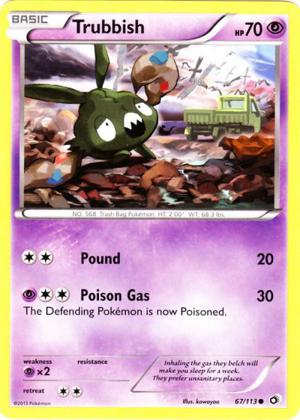 BASIC
Trubbish
HP70
NO. 568 Trash Bag Pokémon HT: 2'00" WT: 68.3 lbs.
Pound 20
Poison Gas 30
The Defending Pokémon is now Poisoned.
weakness
×2
resistance
retreat
Inhaling the gas they belch will
make you sleep for a week.
They prefer unsanitary places.
Illus. kawayoo
67/113
©2013 Pokémon